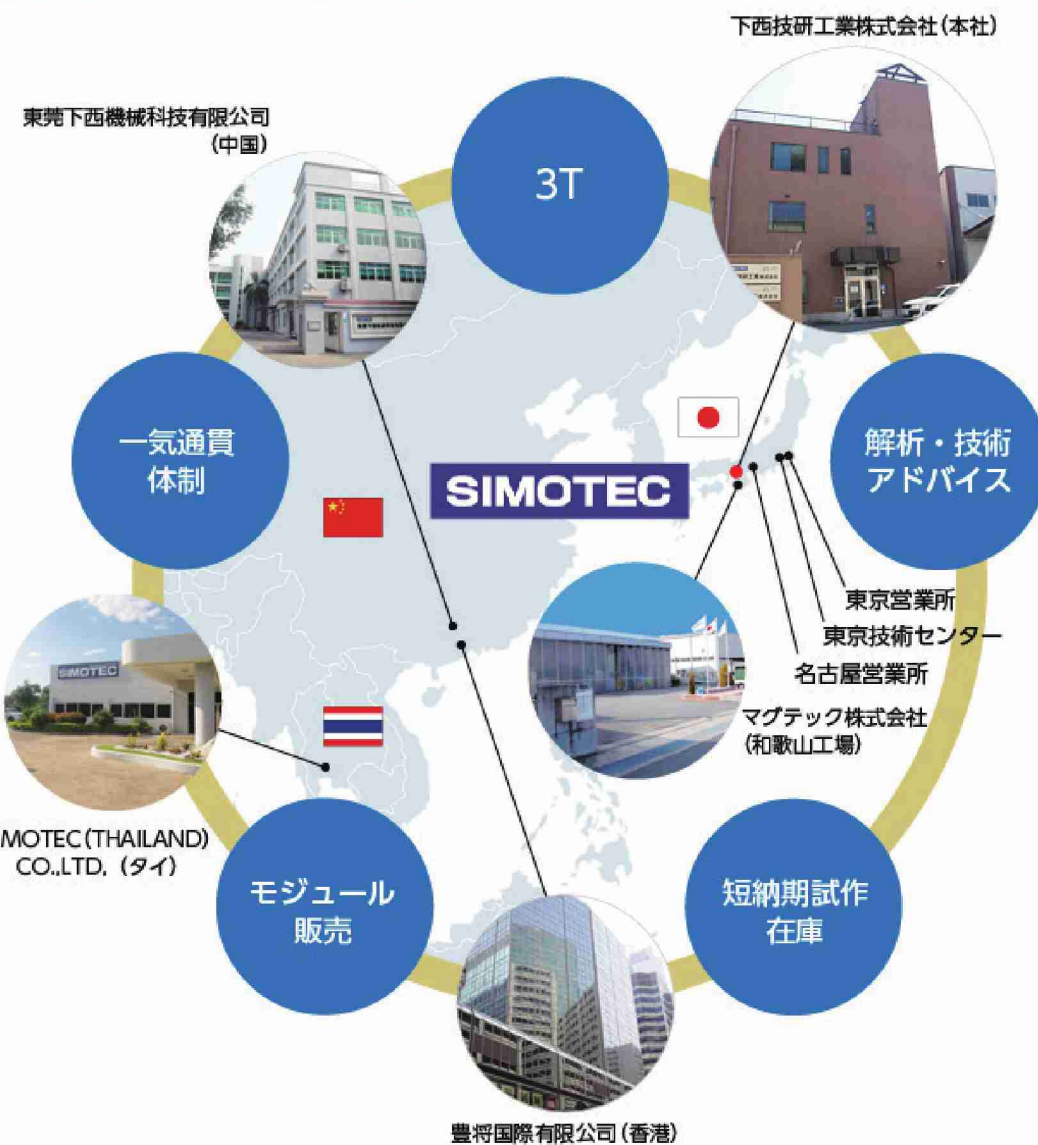 下西技研工業株式会社(本社)
東莞下西機械科技有限公司
(中国)
3T
一気通貫
体制
解析・技術
アドバイス
SIMOTEC
東京営業所
東京技術センター
名古屋営業所
マグテック株式会社
(和歌山工場)
SIMOTEC
MOTEC(THAILAND)
CO.,LTD. (タイ)
モジュール
販売
短納期試作
在庫
豊将国際有限公司(香港)